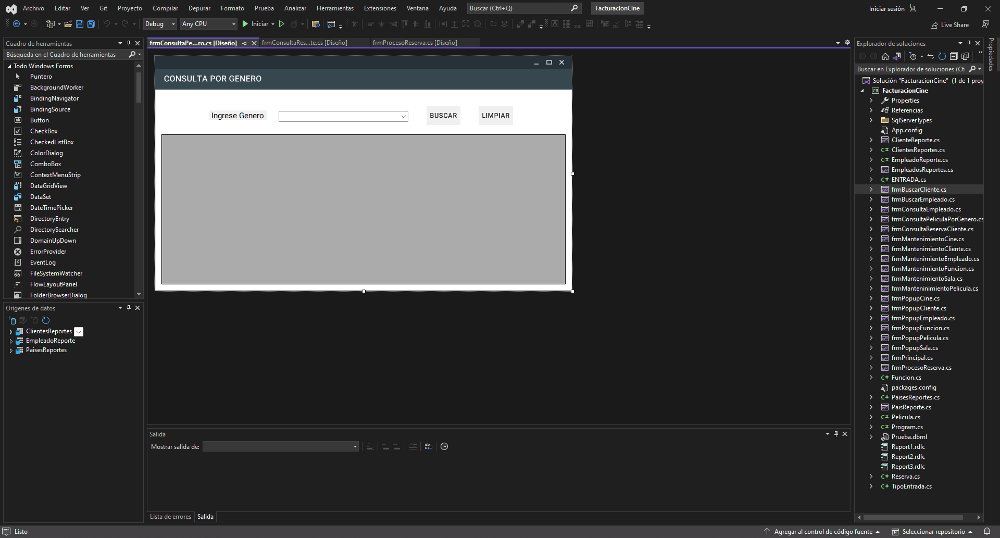 Archivo Editar Ver Git Proyecto Compilar Depurar Formato Prueba Analizar Herramientas Extensiones Ventana Ayuda Buscar (Ctrl+Q) FacturacionCine Iniciar sesión
Debug Any CPU Iniciar Live Share
Cuadro de herramientas
Búsqueda en el Cuadro de herramientas
Todo Windows Forms
Puntero
BackgroundWorker
BindingNavigator
BindingSource
Button
CheckBox
CheckedListBox
ColorDialog
ComboBox
ContextMenuStrip
DataGridView
DataSet
DateTimePicker
DirectoryEntry
DirectorySearcher
DomainUpDown
ErrorProvider
EventLog
FileSystemWatcher
FlowLayoutPanel
FolderBrowserDialog
Orígenes de datos
ClientesReportes
EmpleadoReporte
PaisesReportes
frmConsultaPe...ro.cs [Diseño] frmConsultaRes...te.cs [Diseño] frmProcesoReserva.cs [Diseño]
CONSULTA POR GENERO
Ingrese Genero BUSCAR LIMPIAR
Salida
Mostrar salida de:
Lista de errores Salida
Explorador de soluciones
Buscar en Explorador de soluciones (Ctr
Solución "FacturacionCine" (1 de 1 proy
FacturacionCine
Properties
Referencias
SqlServerTypes
App.config
ClienteReporte.cs
ClientesReportes.cs
EmpleadoReporte.cs
EmpleadosReportes.cs
ENTRADA.cs
frmBuscarCliente.cs
frmBuscarEmpleado.cs
frmConsultaEmpleado.cs
frmConsultaPeliculaPorGenero.cs
frmConsultaReservaCliente.cs
frmMantenimientoCine.cs
frmMantenimientoCliente.cs
frmMantenimientoEmpleado.cs
frmMantenimientoFuncion.cs
frmMantenimientoSala.cs
frmManteninimientoPelicula.cs
frmPopupCine.cs
frmPopupCliente.cs
frmPopupEmpleado.cs
frmPopupFuncion.cs
frmPopupPelicula.cs
frmPopupSala.cs
frmPrincipal.cs
frmProcesoReserva.cs
Funcion.cs
packages.config
PaisesReportes.cs
PaisReporte.cs
Pelicula.cs
Program.cs
Prueba.dbml
Report1.rdlc
Report2.rdlc
Report3.rdlc
Reserva.cs
TipoEntrada.cs
Propiedades
Listo Agregar al control de código fuente Seleccionar repositorio